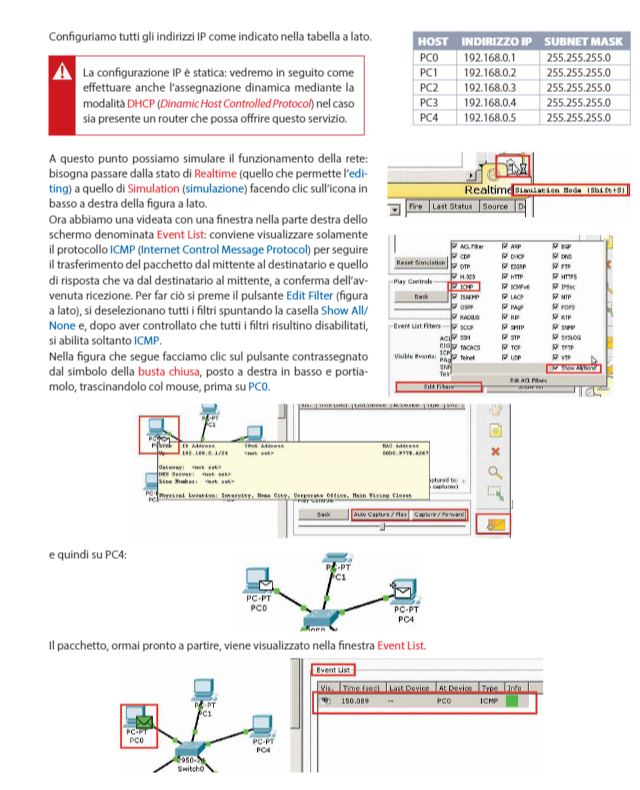 Configuriamo tutti gli indirizzi IP come indicato nella tabella a lato.
HOST INDIRIZZO IP SUBNET MASK
PC0 192.168.0.1 255.255.255.0
PC1 192.168.0.2 255.255.255.0
PC2 192.168.0.3 255.255.255.0
PC3 192.168.0.4 255.255.255.0
PC4 192.168.0.5 255.255.255.0
La configurazione IP è statica: vedremo in seguito come
effettuare anche l'assegnazione dinamica mediante la
modalità DHCP (Dinamic Host Controlled Protocol) nel caso
sia presente un router che possa offrire questo servizio.
A questo punto possiamo simulare il funzionamento della rete:
bisogna passare dalla stato di Realtime (quello che permette l'edi-
ting) a quello di Simulation (simulazione) facendo clic sull'icona in
basso a destra della figura a lato.
Ora abbiamo una videata con una finestra nella parte destra dello
schermo denominata Event List: conviene visualizzare solamente
il protocollo ICMP (Internet Control Message Protocol) per seguire
il trasferimento del pacchetto dal mittente al destinatario e quello
di risposta che va dal destinatario al mittente, a conferma dell'av-
venuta ricezione. Per far ciò si preme il pulsante Edit Filter (figura
a lato), si deselezionano tutti i filtri spuntando la casella Show All/
None e, dopo aver controllato che tutti i filtri risultino disabilitati,
si abilita soltanto ICMP.
Nella figura che segue facciamo clic sul pulsante contrassegnato
dal simbolo della busta chiusa, posto a destra in basso e portia-
molo, trascinandolo col mouse, prima su PC0.
Realtime Simulation Mode (Shift+S)
Fire Last Status Source
ACL Filter ARP BGP
CDP DHCP DNS
Reset Simulation DTP EIGRP FTP
H.323 HTTP HTTPS
Play Controls ICMP ICMPv6 IPSec
Back ISAKMP LACP NTP
OSPF PAgP POP3
RADIUS RIP RTP
Event List Filters SCCP SMTP SNMP
SSH STP SYSLOG
TACACS TCP TFTP
Visible Events: Telnet UDP VTP
Show All/None
Edit Filters Edit ACL Filters
PC1
IP Address MAC Address
192.168.0.1/24 <not set>
Gateway: <not set>
DNS Server: <not set>
Line Number: <not set>
Physical Location: Intercity, Home City, Corporate Office, Main Wiring Closet
Back Auto Capture / Play Capture / Forward
e quindi su PC4:
PC-PT
PC1
PC-PT
PC0
PC-PT
PC4
Il pacchetto, ormai pronto a partire, viene visualizzato nella finestra Event List.
Event List
Vis. Time (sec) Last Device At Device Type Info
150.089 -- PC0 ICMP
PC-PT
PC1
PC-PT
PC0
PC-PT
PC4
Switch0